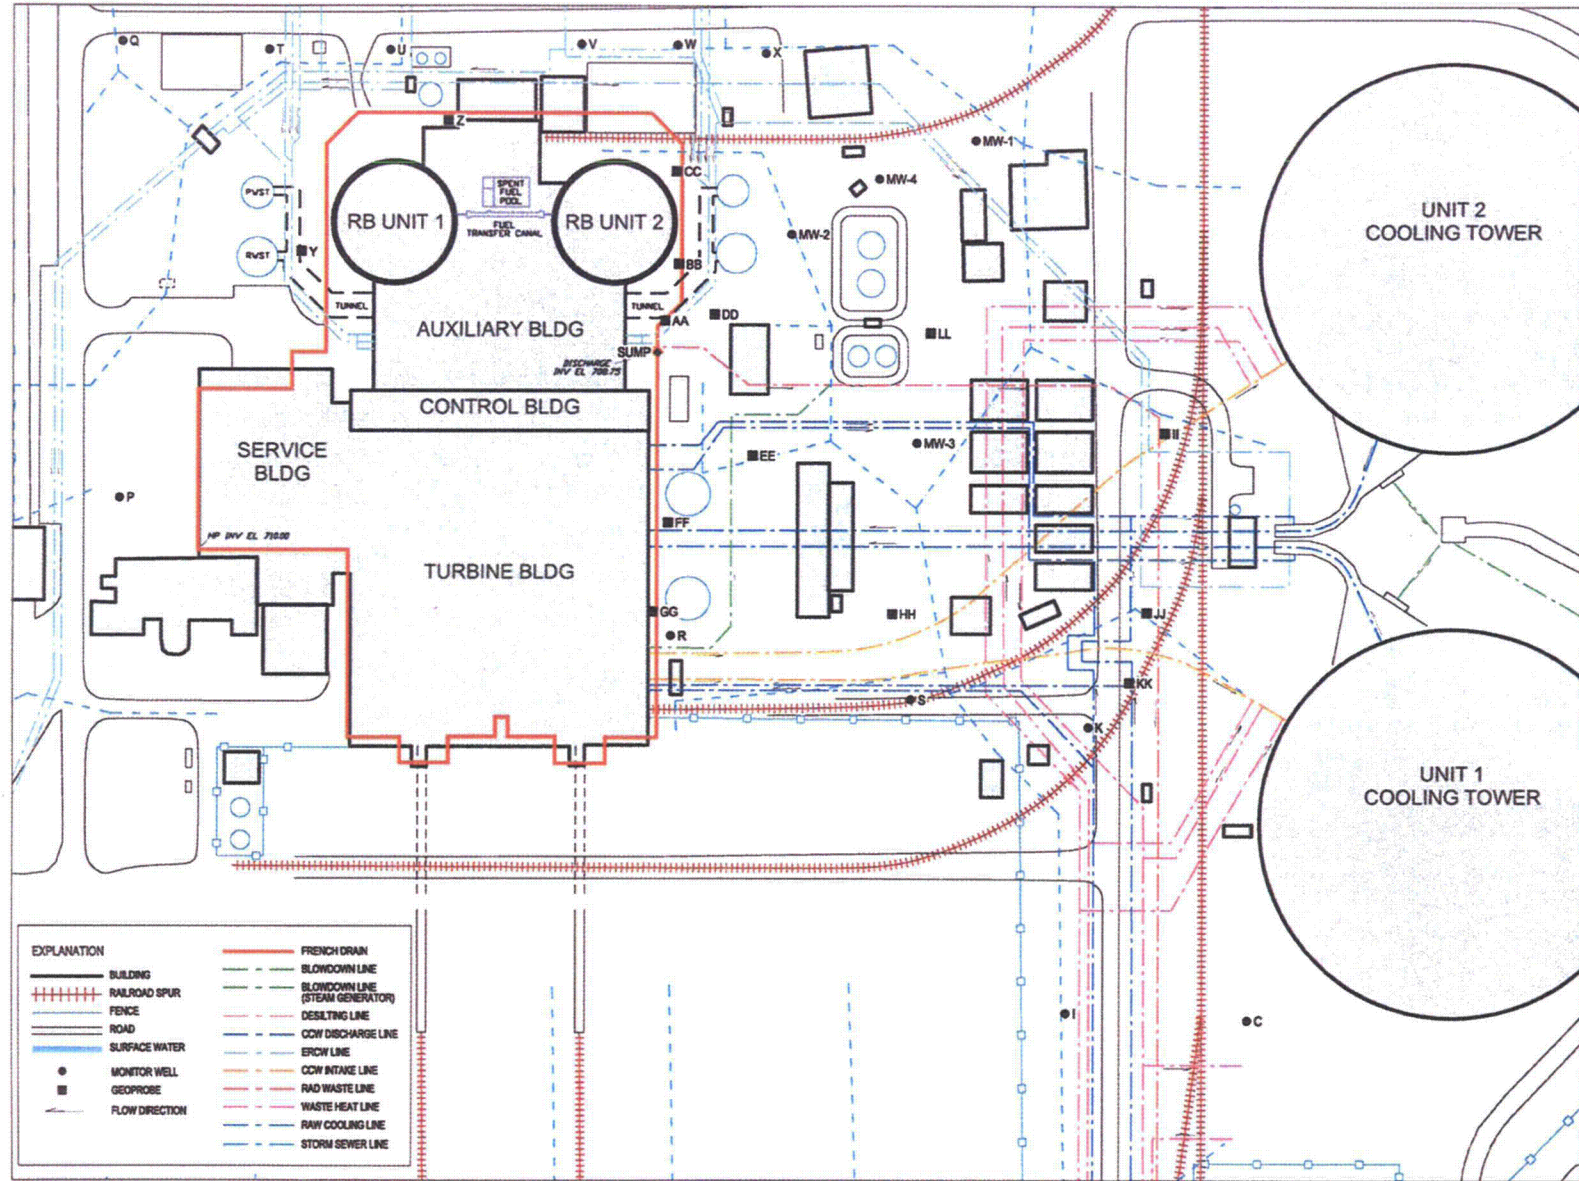 Q
T
U
V
W
X
Z
MW-1
CC
MW-4
PWST
SPENT
FUEL
POOL
RB UNIT 1
RB UNIT 2
FUEL
TRANSFER CANAL
UNIT 2
COOLING TOWER
MW-2
Y
RWST
BB
TUNNEL
TUNNEL
AUXILIARY BLDG
AA
DD
LL
SUMP
DISCHARGE
INV EL 708.75
CONTROL BLDG
II
MW-3
SERVICE
BLDG
EE
P
FF
HP INV EL 710.00
TURBINE BLDG
GG
HH
JJ
R
KK
S
K
UNIT 1
COOLING TOWER
I
C
EXPLANATION
BUILDING
RAILROAD SPUR
FENCE
ROAD
SURFACE WATER
MONITOR WELL
GEOPROBE
FLOW DIRECTION
FRENCH DRAIN
BLOWDOWN LINE
BLOWDOWN LINE
(STEAM GENERATOR)
DESILTING LINE
CCW DISCHARGE LINE
ERCW LINE
CCW INTAKE LINE
RAD WASTE LINE
WASTE HEAT LINE
RAW COOLING LINE
STORM SEWER LINE